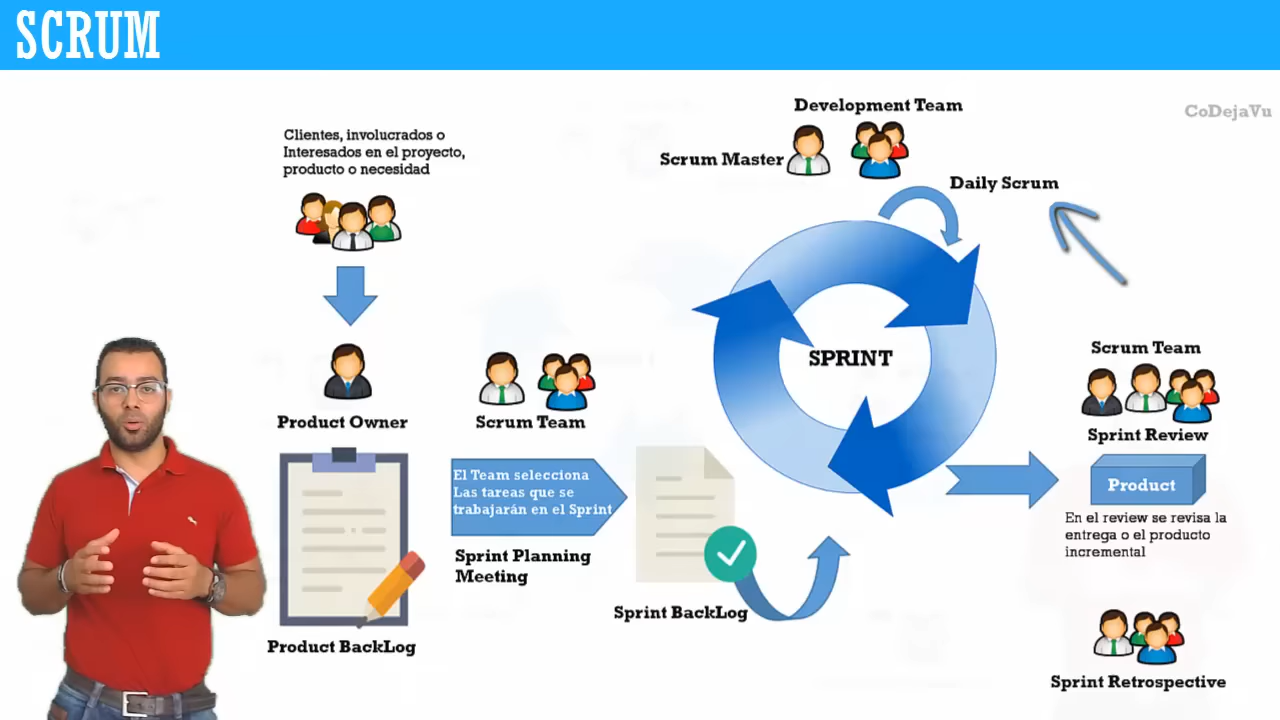 SCRUM
CoDejaVu
Clientes, involucrados o
Interesados en el proyecto,
producto o necesidad
Product Owner
Product BackLog
Scrum Team
El Team selecciona
Las tareas que se
trabajarán en el Sprint
Sprint Planning
Meeting
Sprint BackLog
Development Team
Scrum Master
Daily Scrum
SPRINT
Scrum Team
Sprint Review
Product
En el review se revisa la
entrega o el producto
incremental
Sprint Retrospective